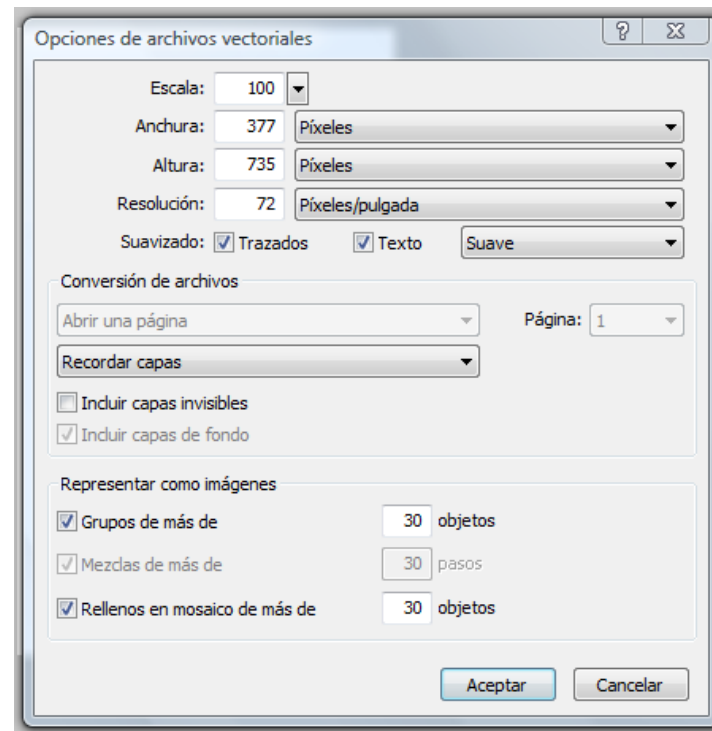 Opciones de archivos vectoriales
Escala: 100
Anchura: 377 Píxeles
Altura: 735 Píxeles
Resolución: 72 Píxeles/pulgada
Suavizado: Trazados Texto Suave
Conversión de archivos
Abrir una página Página: 1
Recordar capas
Incluir capas invisibles
Incluir capas de fondo
Representar como imágenes
Grupos de más de 30 objetos
Mezclas de más de 30 pasos
Rellenos en mosaico de más de 30 objetos
Aceptar Cancelar